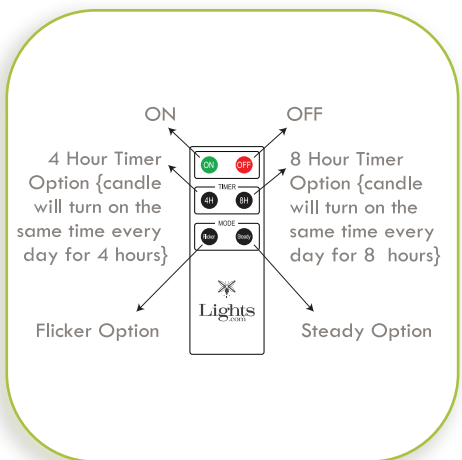 ON
OFF
4 Hour Timer
Option {candle
will turn on the
same time every
day for 4 hours}
8 Hour Timer
Option {candle
will turn on the
same time every
day for 8 hours}
ON
OFF
TIMER
4H
8H
MODE
Flicker
Steady
Lights
.com
Flicker Option
Steady Option